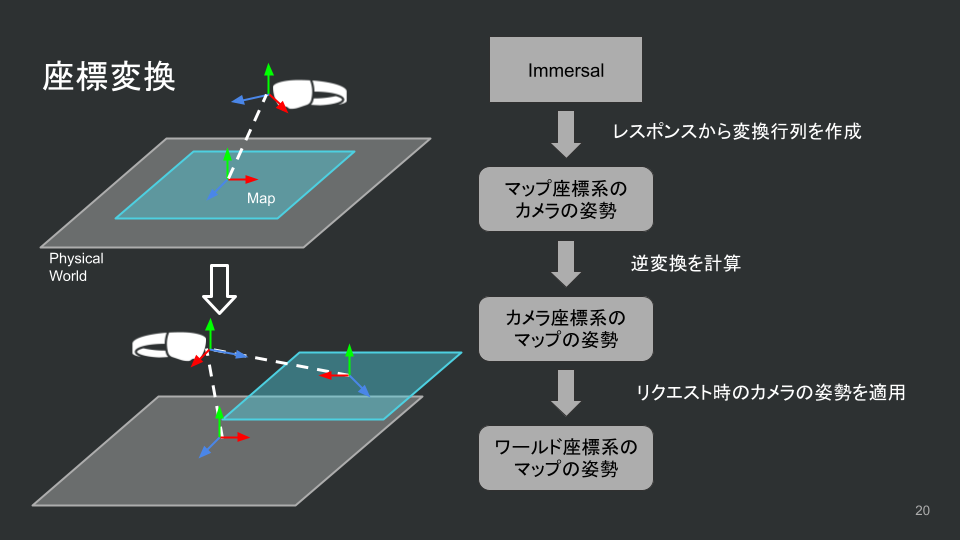 座標変換
Map
Physical
World
Immersal
レスポンスから変換行列を作成
マップ座標系の
カメラの姿勢
逆変換を計算
カメラ座標系の
マップの姿勢
リクエスト時のカメラの姿勢を適用
ワールド座標系の
マップの姿勢
20